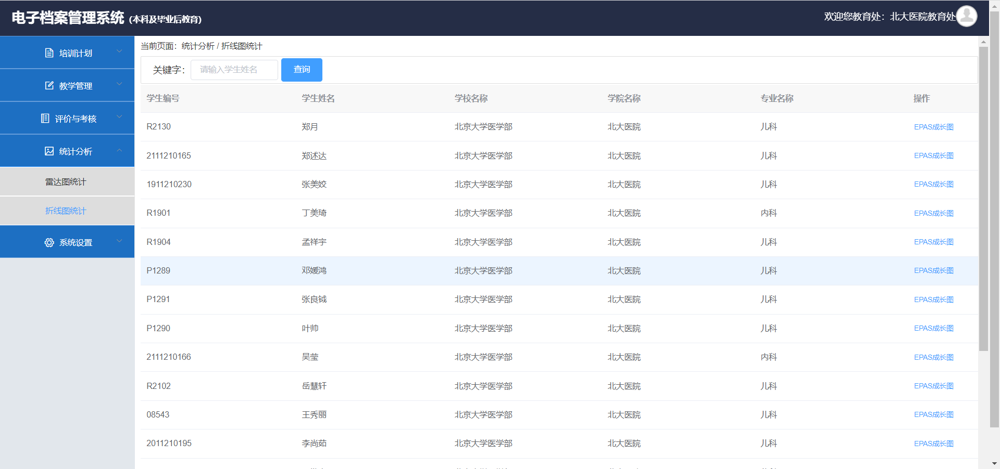 电子档案管理系统 (本科及毕业后教育)
欢迎您教育处：北大医院教育处
培训计划
教学管理
评价与考核
统计分析
雷达图统计
折线图统计
系统设置
当前页面：统计分析 / 折线图统计
关键字： 请输入学生姓名 查询
学生编号 学生姓名 学校名称 学院名称 专业名称 操作
R2130 郑月 北京大学医学部 北大医院 儿科 EPAS成长图
2111210165 郑述达 北京大学医学部 北大医院 儿科 EPAS成长图
1911210230 张美姣 北京大学医学部 北大医院 儿科 EPAS成长图
R1901 丁美琦 北京大学医学部 北大医院 内科 EPAS成长图
R1904 孟祥宇 北京大学医学部 北大医院 儿科 EPAS成长图
P1289 邓媛鸿 北京大学医学部 北大医院 儿科 EPAS成长图
P1291 张良钺 北京大学医学部 北大医院 儿科 EPAS成长图
P1290 叶帅 北京大学医学部 北大医院 儿科 EPAS成长图
2111210166 吴莹 北京大学医学部 北大医院 内科 EPAS成长图
R2102 岳慧轩 北京大学医学部 北大医院 儿科 EPAS成长图
08543 王秀丽 北京大学医学部 北大医院 儿科 EPAS成长图
2011210195 李尚茹 北京大学医学部 北大医院 儿科 EPAS成长图